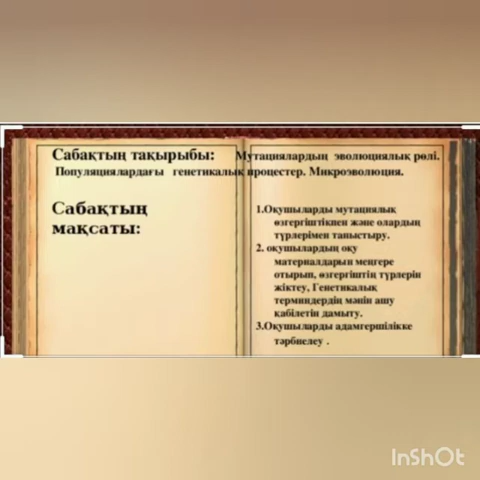 Сабақтың тақырыбы: Мутациялардың эволюциялық рөлі.
Популяциялардағы генетикалық процестер. Микроэволюция.
Сабақтың
мақсаты:
1.Оқушыларды мутациялық
өзгергіштікпен және олардың
түрлерімен таныстыру.
2. оқушылардың оқу
материалдарын меңгере
отырып, өзгергіштің түрлерін
жіктеу, Генетикалық
терминдердің мәнін ашу
қабілетін дамыту.
3.Оқушыларды адамгершілікке
тәрбиелеу .
InShOt